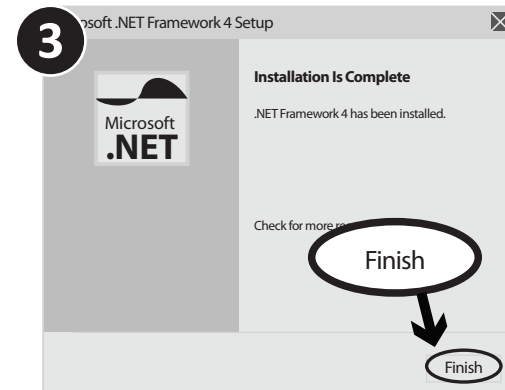 3
osoft .NET Framework 4 Setup
Microsoft
.NET
Installation Is Complete
.NET Framework 4 has been installed.
Check for more
Finish
Finish